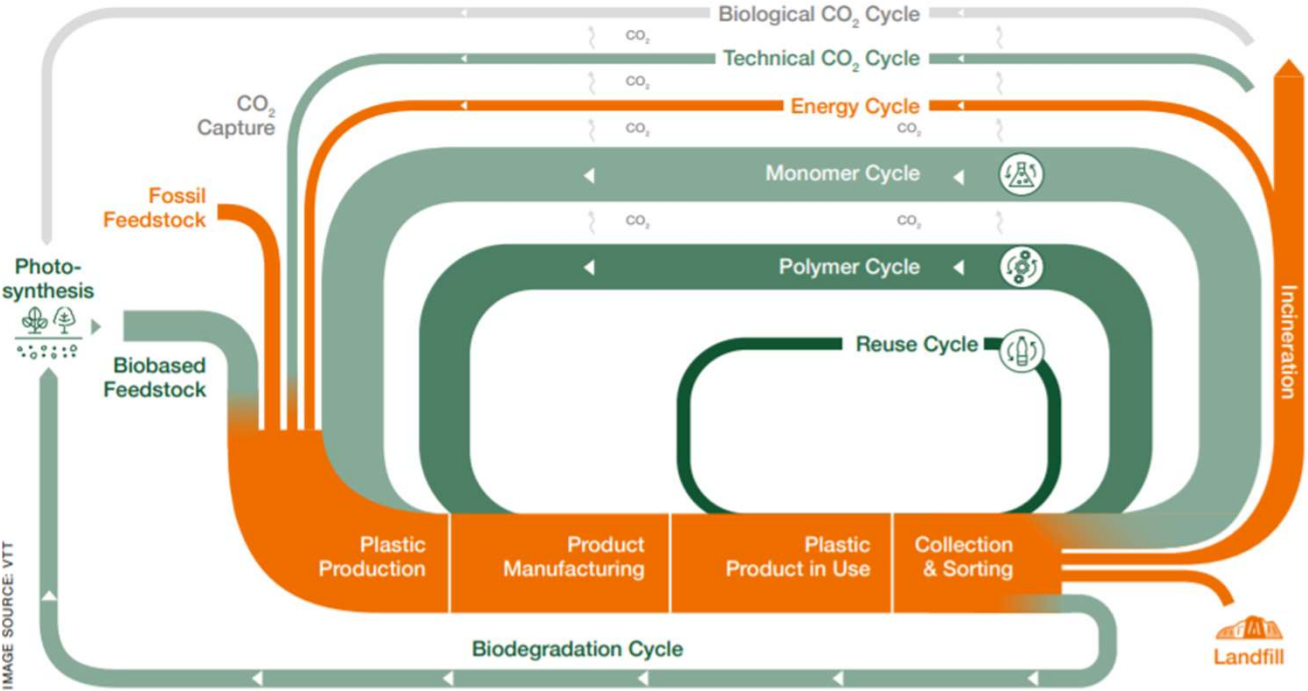 Biological CO₂ Cycle
CO₂
Technical CO₂ Cycle
CO₂
CO₂
Capture
Energy Cycle
CO₂
CO₂
Monomer Cycle
Fossil
Feedstock
CO₂
CO₂
Polymer Cycle
Photo-
synthesis
Biobased
Feedstock
Reuse Cycle
Incineration
Plastic
Production
Product
Manufacturing
Plastic
Product in Use
Collection
& Sorting
Biodegradation Cycle
Landfill
IMAGE SOURCE: VTT